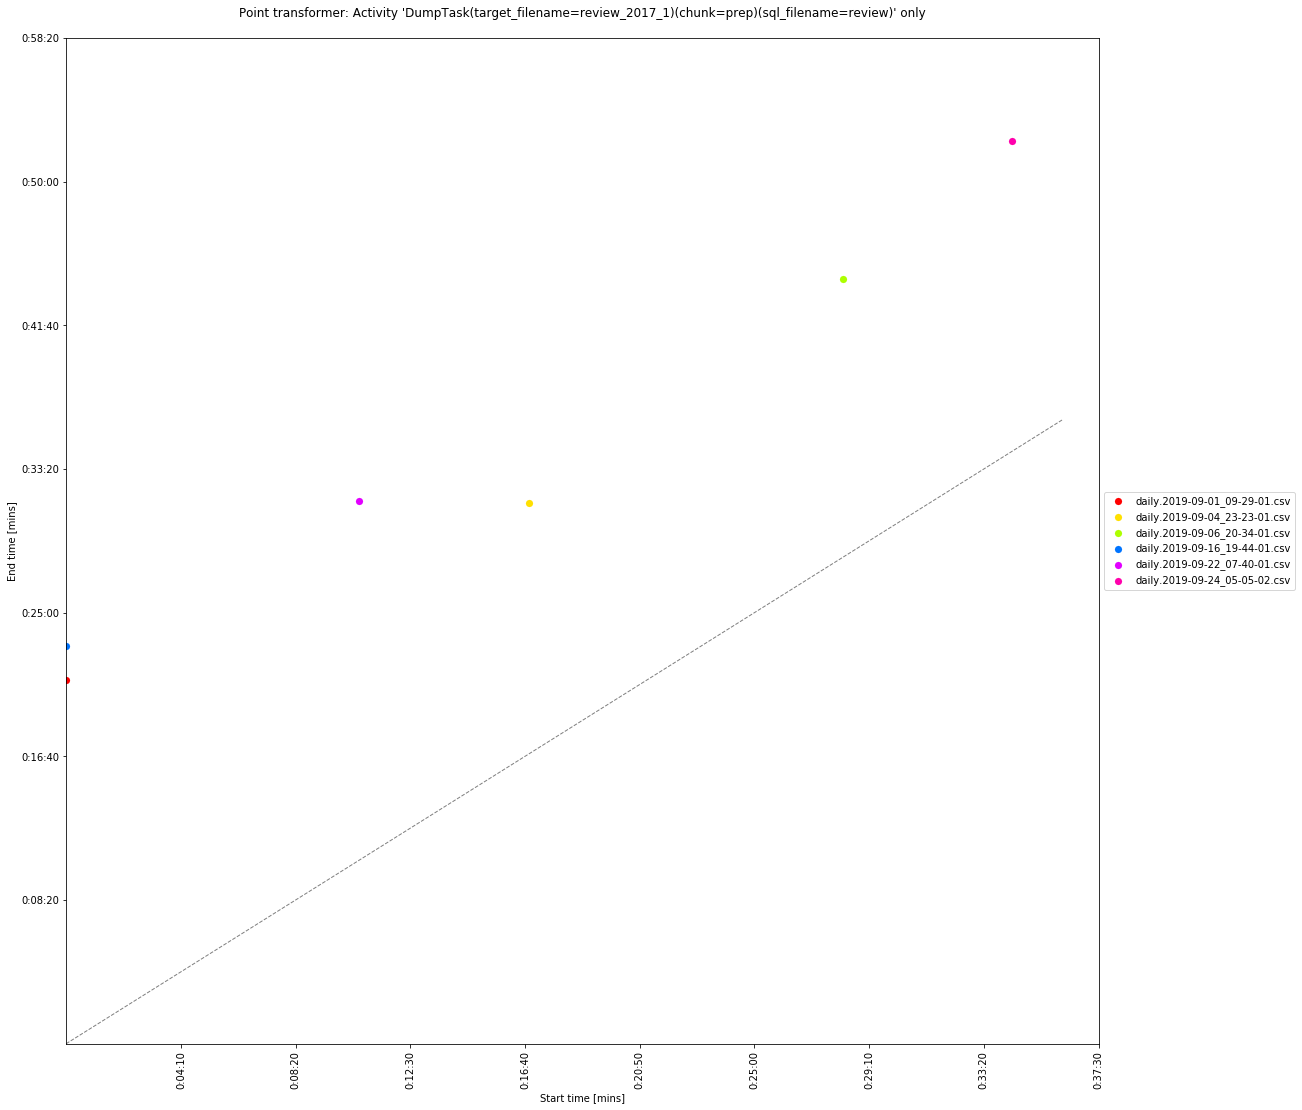 Point transformer: Activity 'DumpTask(target_filename=review_2017_1)(chunk=prep)(sql_filename=review)' only
0:58:20
0:50:00
0:41:40
0:33:20
0:25:00
0:16:40
0:08:20
End time [mins]
daily.2019-09-01_09-29-01.csv
daily.2019-09-04_23-23-01.csv
daily.2019-09-06_20-34-01.csv
daily.2019-09-16_19-44-01.csv
daily.2019-09-22_07-40-01.csv
daily.2019-09-24_05-05-02.csv
0:04:10
0:08:20
0:12:30
0:16:40
0:20:50
0:25:00
0:29:10
0:33:20
0:37:30
Start time [mins]